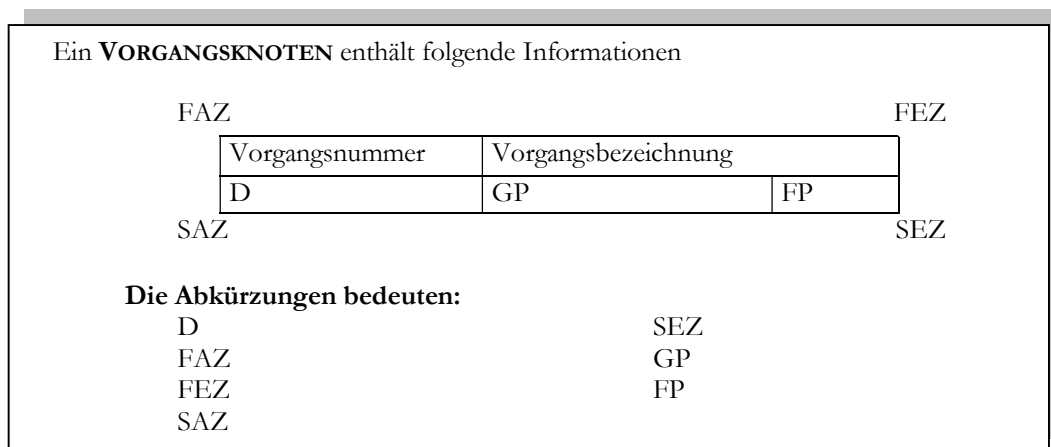 Ein VORGANGSKNOTEN enthält folgende Informationen
FAZ FEZ
Vorgangsnummer Vorgangsbezeichnung
D GP FP
SAZ SEZ
Die Abkürzungen bedeuten:
D SEZ
FAZ GP
FEZ FP
SAZ